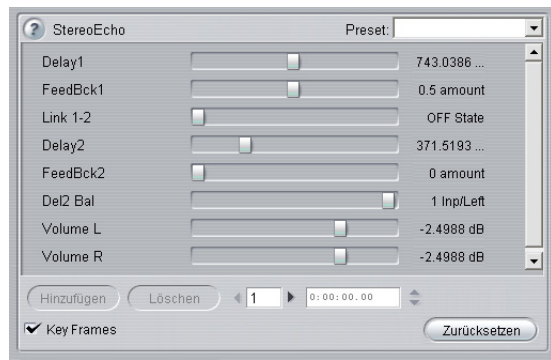 ? StereoEcho Preset:
Delay1 743.0386 ...
FeedBck1 0.5 amount
Link 1-2 OFF State
Delay2 371.5193 ...
FeedBck2 0 amount
Del2 Bal 1 Inp/Left
Volume L -2.4988 dB
Volume R -2.4988 dB
Hinzufügen Löschen 1 0:00:00.00
Key Frames Zurücksetzen